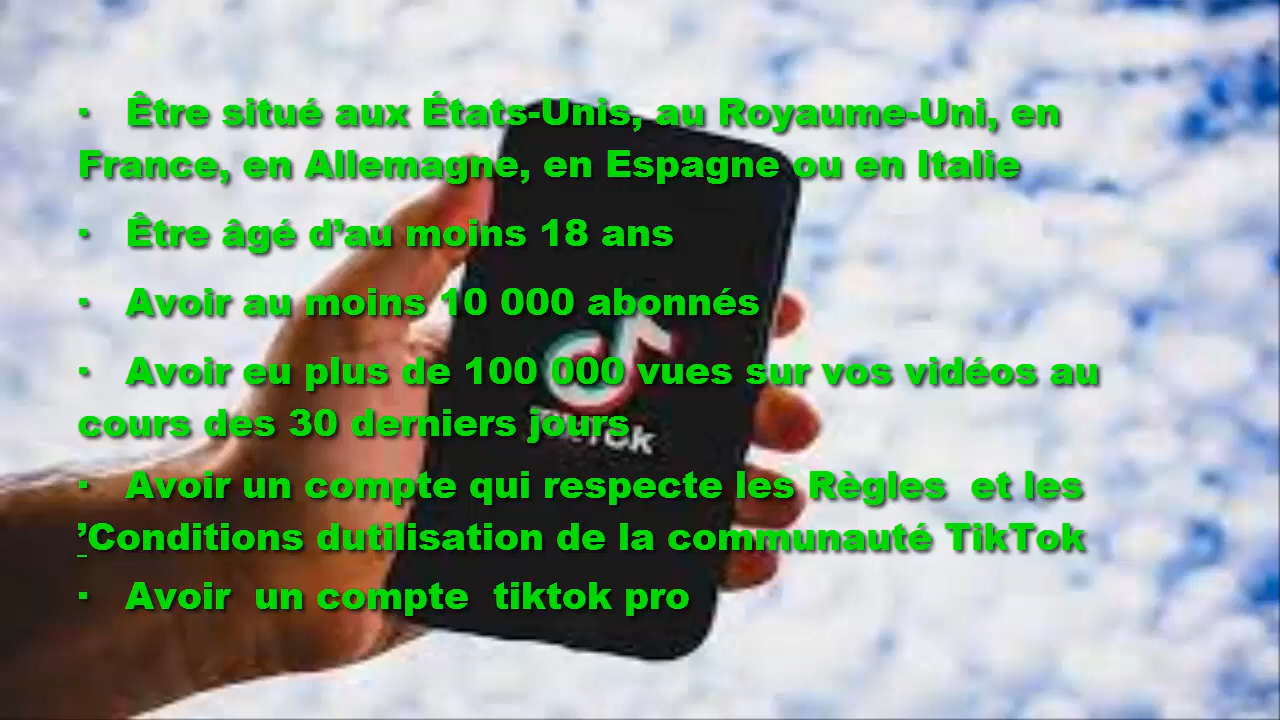 ▪ Être situé aux États-Unis, au Royaume-Uni, en
France, en Allemagne, en Espagne ou en Italie
▪ Être âgé d’au moins 18 ans
▪ Avoir au moins 10 000 abonnés
▪ Avoir eu plus de 100 000 vues sur vos vidéos au
cours des 30 derniers jours
TikTok
▪ Avoir un compte qui respecte les Règles  et les
’Conditions dutilisation de la communauté TikTok
▪ Avoir  un compte  tiktok pro